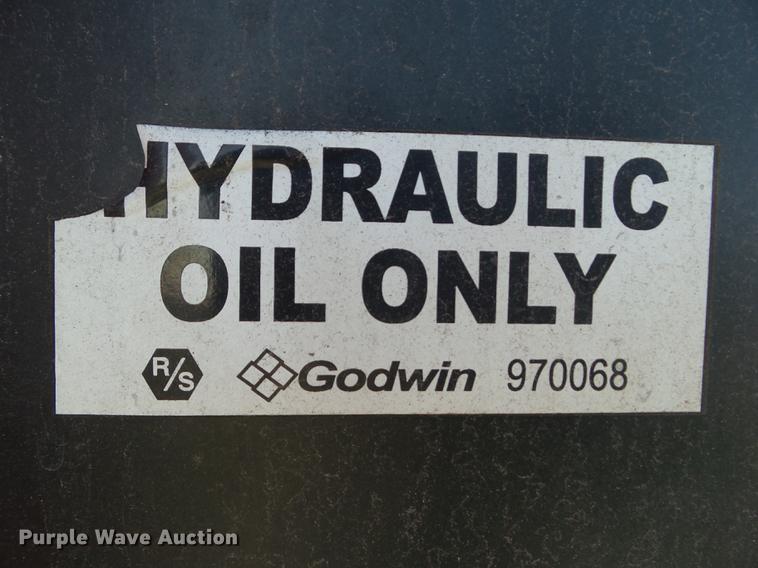 HYDRAULIC
OIL ONLY
R/S Godwin 970068
Purple Wave Auction